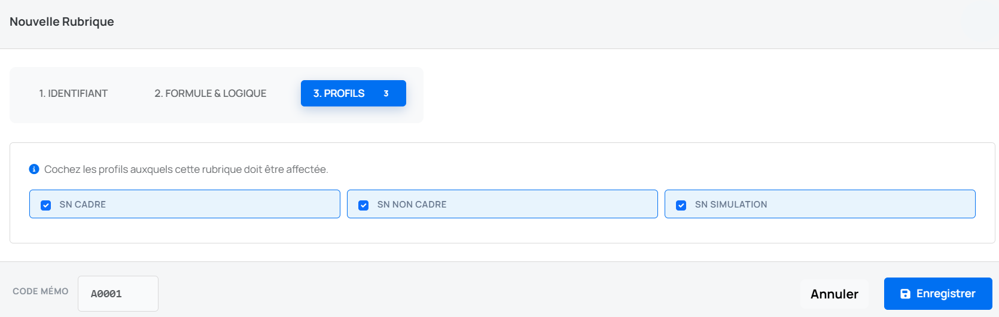 Nouvelle Rubrique
1. IDENTIFIANT 2. FORMULE & LOGIQUE 3. PROFILS 3
Cochez les profils auxquels cette rubrique doit être affectée.
SN CADRE SN NON CADRE SN SIMULATION
CODE MÉMO A0001 Annuler Enregistrer